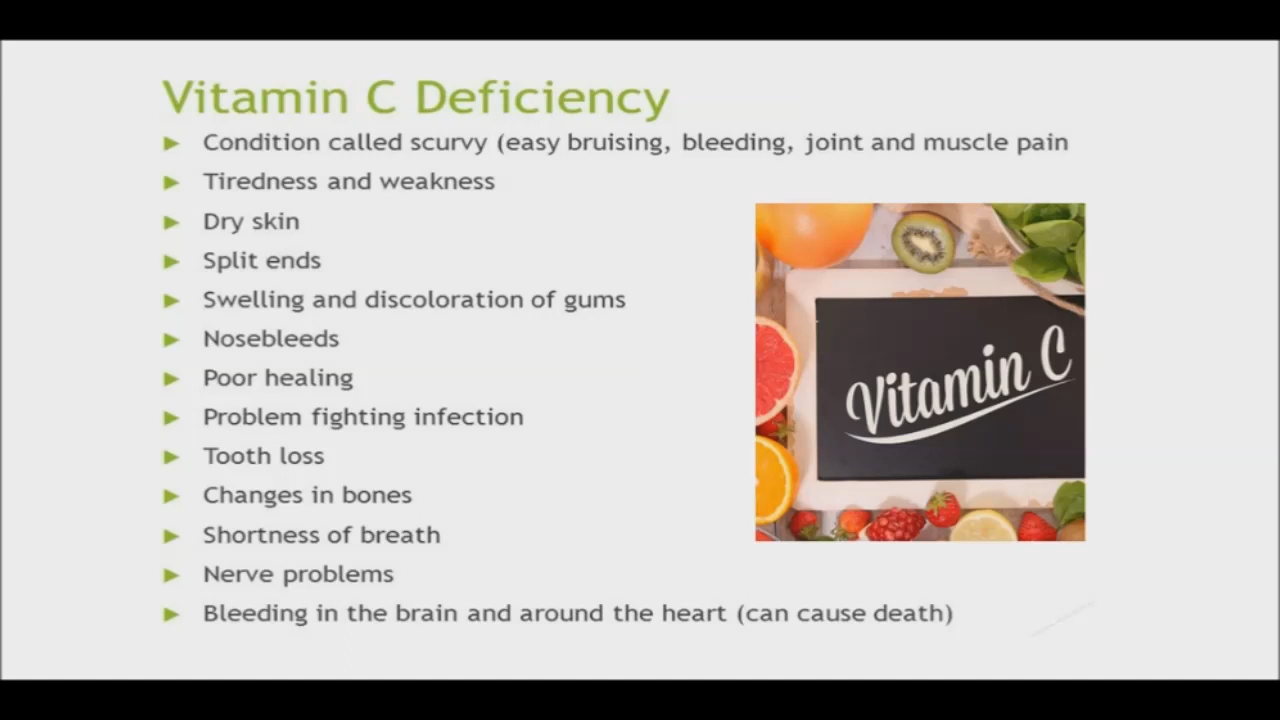 Vitamin C Deficiency
► Condition called scurvy (easy bruising, bleeding, joint and muscle pain
► Tiredness and weakness
► Dry skin
► Split ends
► Swelling and discoloration of gums
► Nosebleeds
► Poor healing
► Problem fighting infection
► Tooth loss
► Changes in bones
► Shortness of breath
► Nerve problems
► Bleeding in the brain and around the heart (can cause death)
Vitamin C